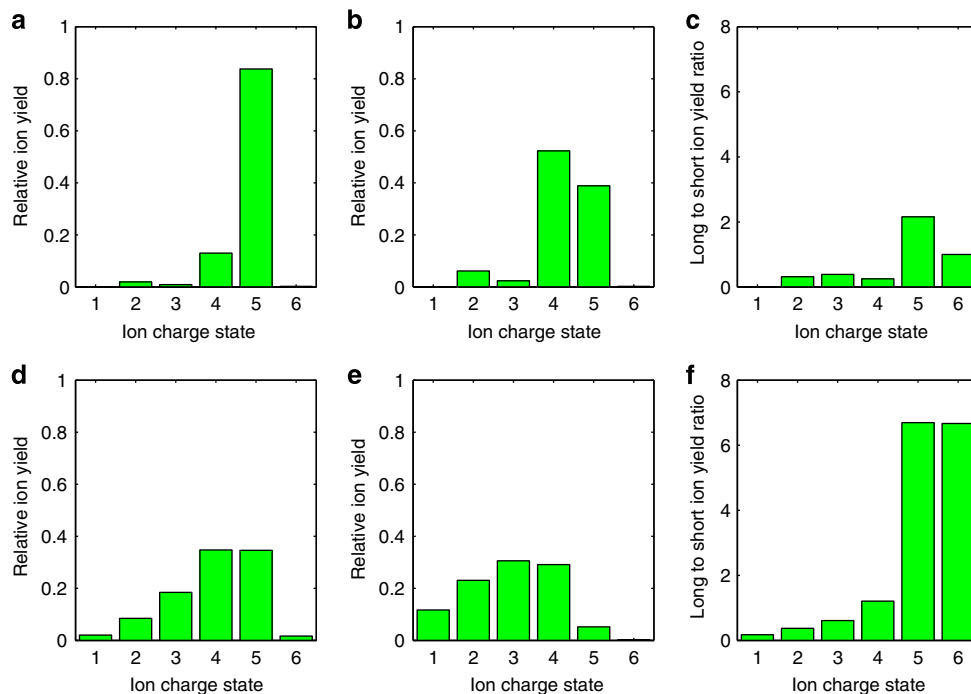 a
1
0.8
0.6
0.4
0.2
0
Relative ion yield
1 2 3 4 5 6
Ion charge state
b
1
0.8
0.6
0.4
0.2
0
Relative ion yield
1 2 3 4 5 6
Ion charge state
c
8
6
4
2
0
Long to short ion yield ratio
1 2 3 4 5 6
Ion charge state
d
1
0.8
0.6
0.4
0.2
0
Relative ion yield
1 2 3 4 5 6
Ion charge state
e
1
0.8
0.6
0.4
0.2
0
Relative ion yield
1 2 3 4 5 6
Ion charge state
f
8
6
4
2
0
Long to short ion yield ratio
1 2 3 4 5 6
Ion charge state